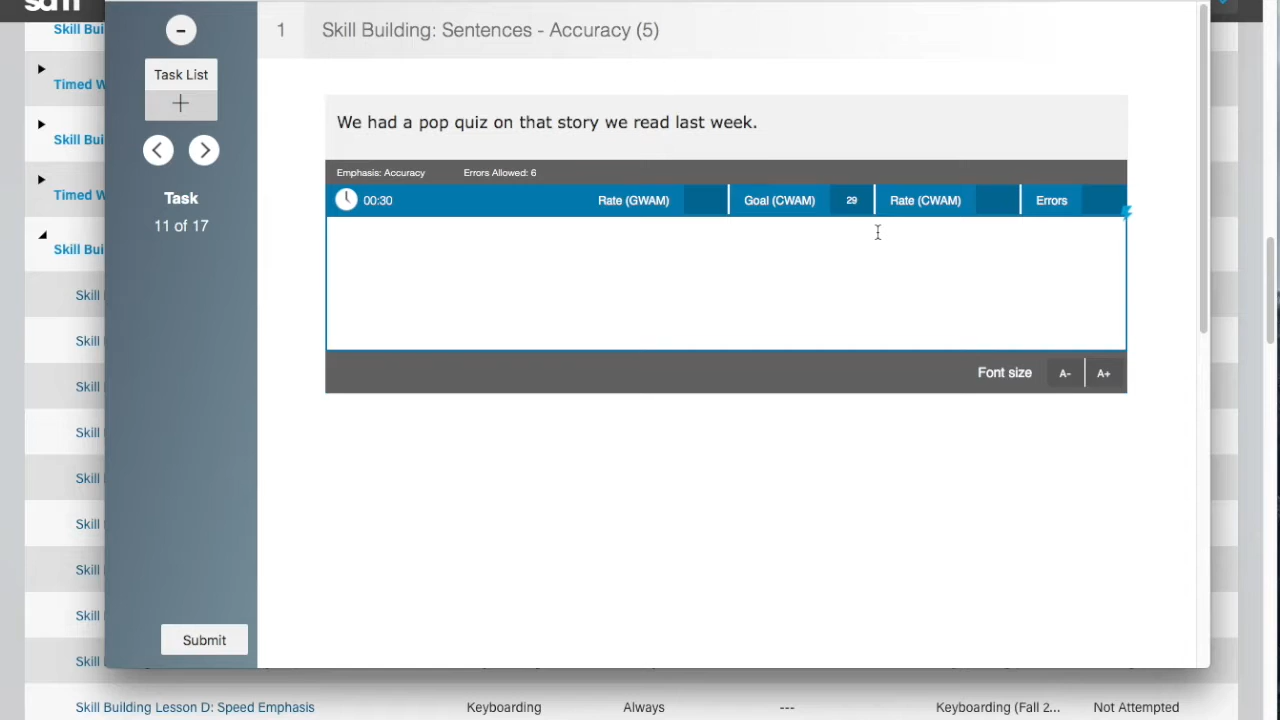 Skill Bui
Timed W
Skill Bui
Timed W
Skill Bui
Skill
Skill
Skill
Skill
Skill
Skill
Skill
Skill
Skill
Skill Building Lesson D: Speed Emphasis Keyboarding Always --- Keyboarding (Fall 2... Not Attempted
-
Task List
+
< >
Task
11 of 17
Submit
1 Skill Building: Sentences - Accuracy (5)
We had a pop quiz on that story we read last week.
Emphasis: Accuracy Errors Allowed: 6
00:30 Rate (GWAM) Goal (CWAM) 29 Rate (CWAM) Errors
Font size A- A+